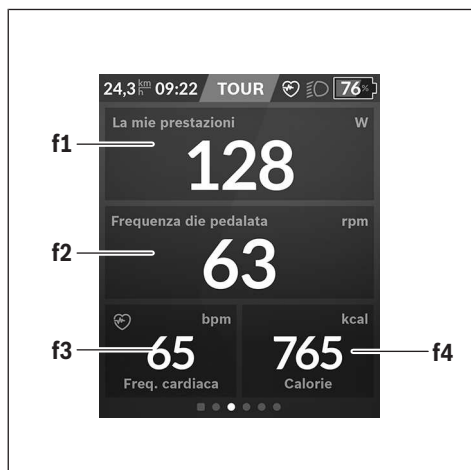 24,3 km/h 09:22 TOUR 76%
La mie prestazioni W
f1
128
Frequenza die pedalata rpm
f2
63
bpm kcal
f3 65 765 f4
Freq. cardiaca Calorie